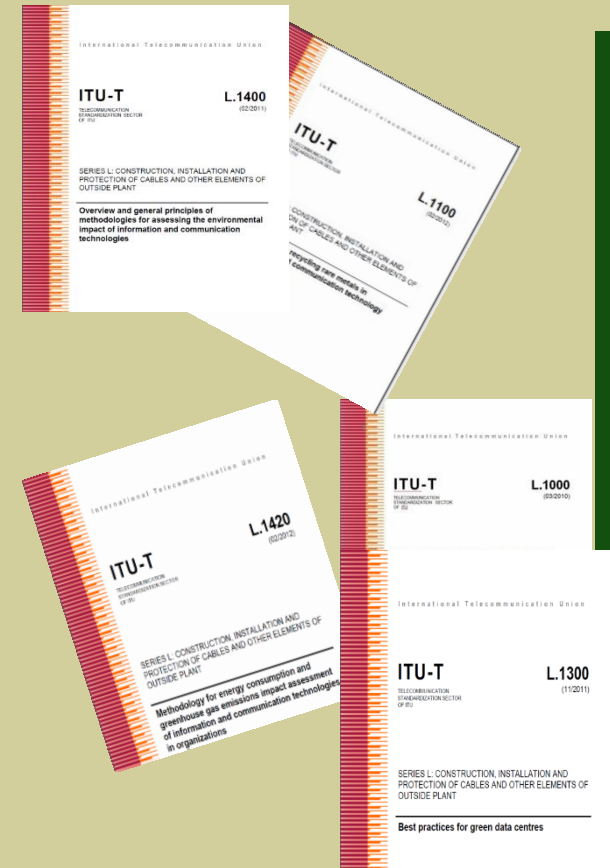 International Telecommunication Union
ITU-T
L.1400
TELECOMMUNICATION
(02/2011)
STANDARDIZATION SECTOR
OF ITU
SERIES L: CONSTRUCTION, INSTALLATION AND
PROTECTION OF CABLES AND OTHER ELEMENTS OF
OUTSIDE PLANT
Overview and general principles of
methodologies for assessing the environmental
impact of information and communication
technologies
International Telecommunication Union
ITU-T
L.1100
(02/2012)
CONSTRUCTION, INSTALLATION AND
OF CABLES AND OTHER ELEMENTS OF
recycling rare metals in
communication technology
International Telecommunication Union
ITU-T
L.1420
(02/2012)
TELECOMMUNICATION
STANDARDIZATION SECTOR
OF ITU
SERIES L: CONSTRUCTION, INSTALLATION AND
PROTECTION OF CABLES AND OTHER ELEMENTS OF
OUTSIDE PLANT
Methodology for energy consumption and
greenhouse gas emissions impact assessment
of information and communication technologies
in organizations
International Telecommunication Union
ITU-T
L.1000
TELECOMMUNICATION
(03/2010)
STANDARDIZATION SECTOR
OF ITU
International Telecommunication Union
ITU-T
L.1300
TELECOMMUNICATION
(11/2011)
STANDARDIZATION SECTOR
OF ITU
SERIES L: CONSTRUCTION, INSTALLATION AND
PROTECTION OF CABLES AND OTHER ELEMENTS OF
OUTSIDE PLANT
Best practices for green data centres